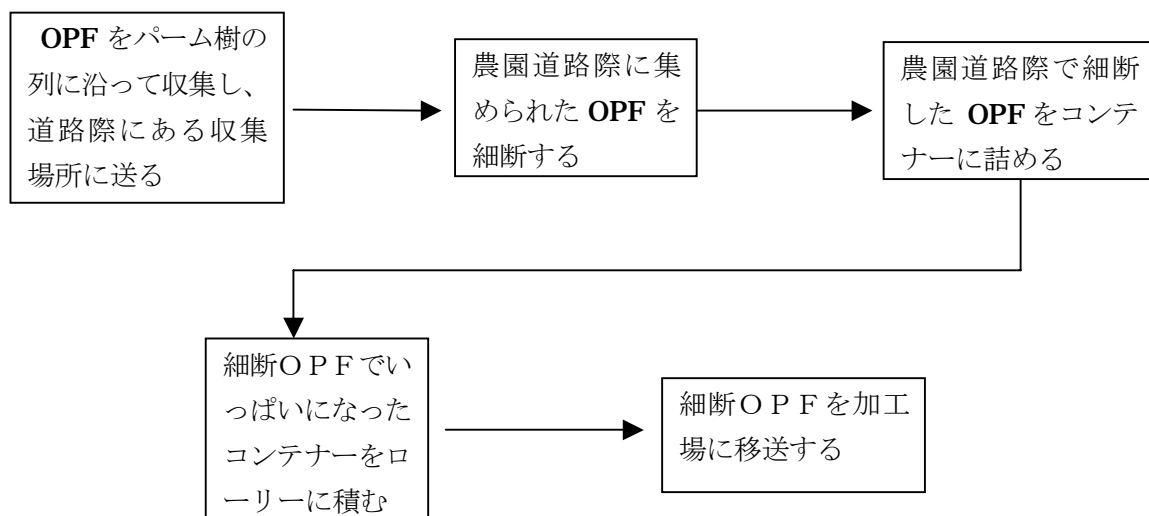 OPF をパーム樹の
列に沿って収集し、
道路際にある収集
場所に送る
農園道路際に集
められた OPF を
細断する
農園道路際で細断
した OPF をコンテ
ナーに詰める
細断ＯＰＦでい
っぱいになった
コンテナーをロ
ーリーに積む
細断ＯＰＦを加工
場に移送する